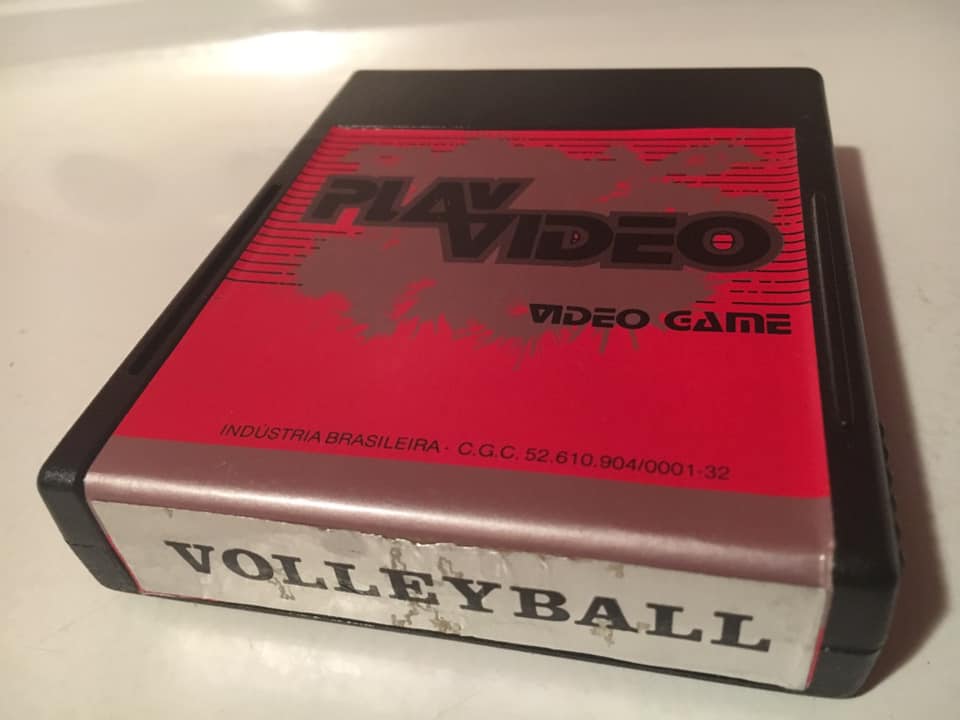 PLAY
VIDEO
VIDEO GAME
INDÚSTRIA BRASILEIRA - C.G.C. 52.610.904/0001-32
VOLLEYBALL